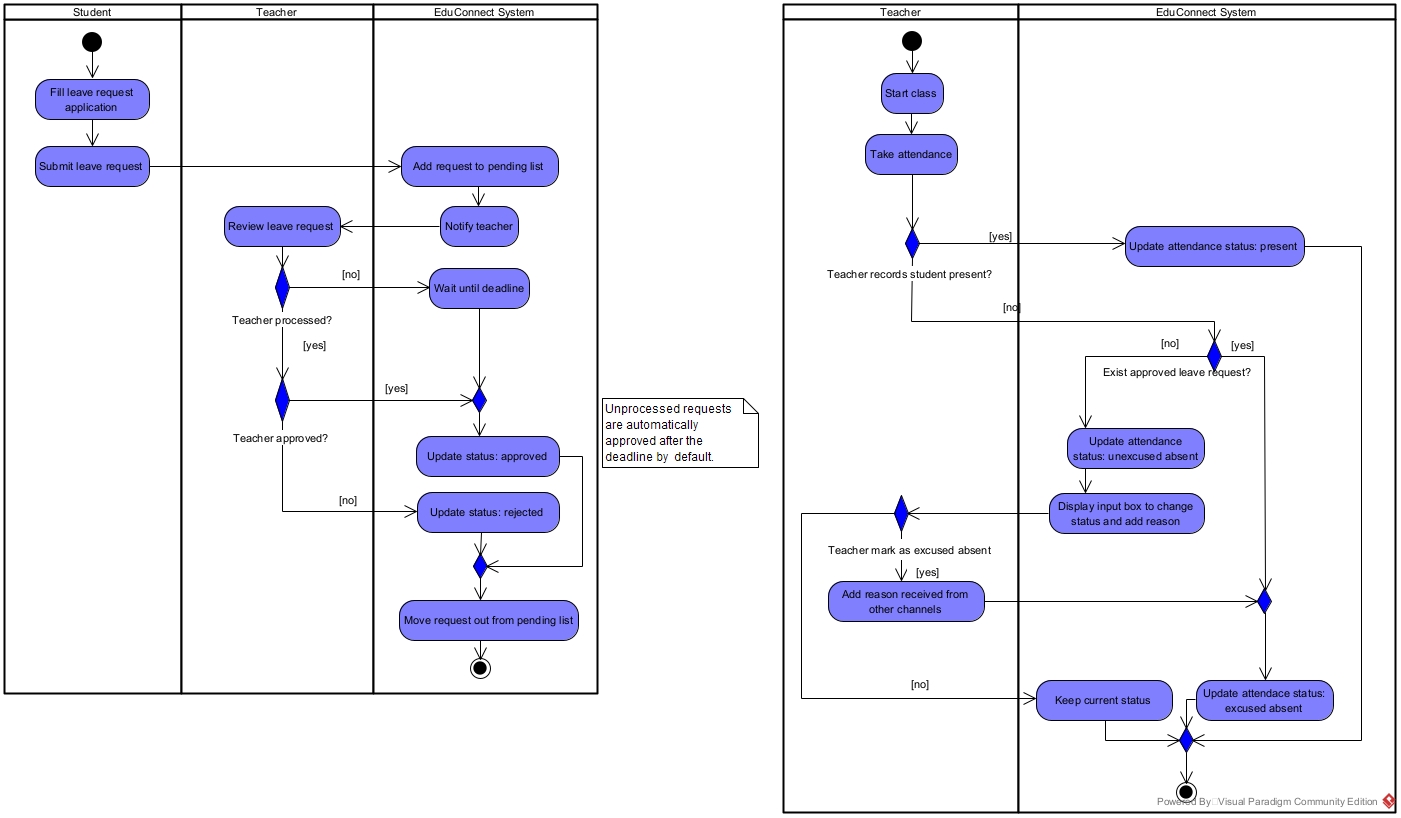 Student
Teacher
EduConnect System
Fill leave request
application
Submit leave request
Add request to pending list
Notify teacher
Review leave request
[no]
Wait until deadline
Teacher processed?
[yes]
[yes]
Teacher approved?
Update status: approved
[no]
Update status: rejected
Move request out from pending list
Unprocessed requests
are automatically
approved after the
deadline by default.
Teacher
EduConnect System
Start class
Take attendance
[yes]
Update attendance status: present
Teacher records student present?
[no]
[no]
[yes]
Exist approved leave request?
Update attendance
status: unexcused absent
Display input box to change
status and add reason
Teacher mark as excused absent
[yes]
Add reason received from
other channels
[no]
Keep current status
Update attendace status:
excused absent
Powered By Visual Paradigm Community Edition